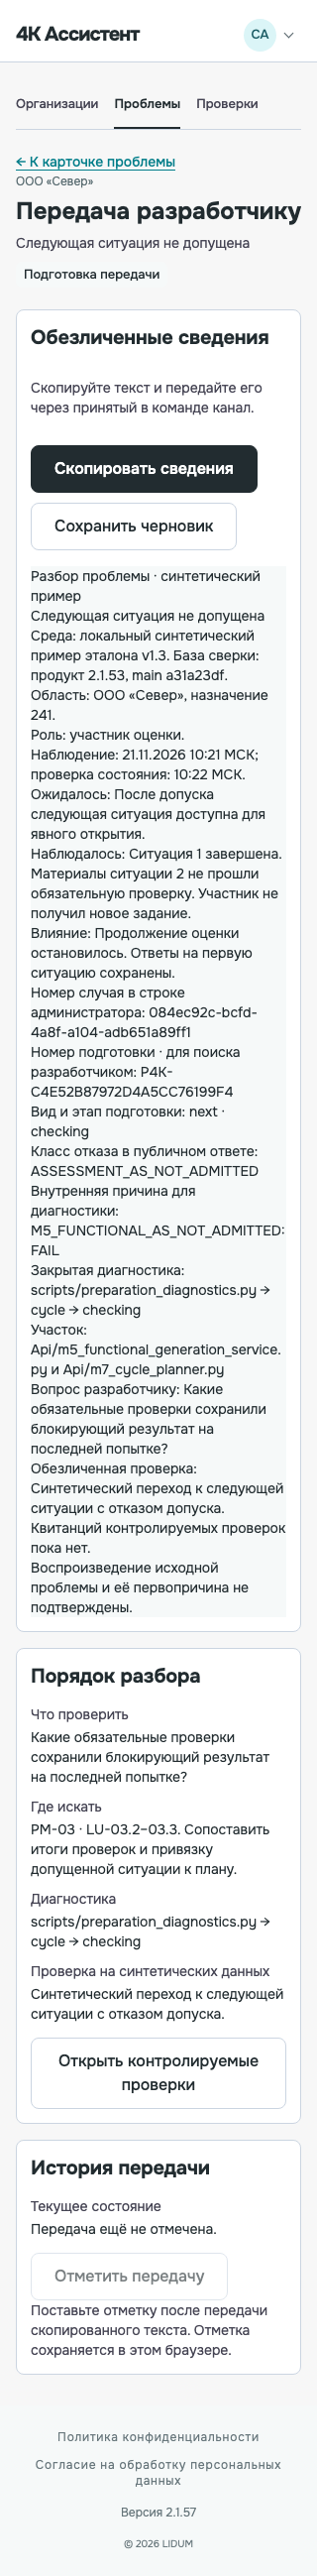 4K Ассистент
СА
Организации Проблемы Проверки
← К карточке проблемы
ООО «Север»
Передача разработчику
Следующая ситуация не допущена
Подготовка передачи
Обезличенные сведения
Скопируйте текст и передайте его
через принятый в команде канал.
Скопировать сведения
Сохранить черновик
Разбор проблемы · синтетический
пример
Следующая ситуация не допущена
Среда: локальный синтетический
пример эталона v1.3. База сверки:
продукт 2.1.53, main a31a23df.
Область: ООО «Север», назначение
241.
Роль: участник оценки.
Наблюдение: 21.11.2026 10:21 МСК;
проверка состояния: 10:22 МСК.
Ожидалось: После допуска
следующая ситуация доступна для
явного открытия.
Наблюдалось: Ситуация 1 завершена.
Материалы ситуации 2 не прошли
обязательную проверку. Участник не
получил новое задание.
Влияние: Продолжение оценки
остановилось. Ответы на первую
ситуацию сохранены.
Номер случая в строке
администратора: 084ec92c-bcfd-
4a8f-a104-adb651a89ff1
Номер подготовки · для поиска
разработчиком: P4K-
C4E52B87972D4A5CC76199F4
Вид и этап подготовки: next ·
checking
Класс отказа в публичном ответе:
ASSESSMENT_AS_NOT_ADMITTED
Внутренняя причина для
диагностики:
M5_FUNCTIONAL_AS_NOT_ADMITTED:
FAIL
Закрытая диагностика:
scripts/preparation_diagnostics.py →
cycle → checking
Участок:
Api/m5_functional_generation_service.
py и Api/m7_cycle_planner.py
Вопрос разработчику: Какие
обязательные проверки сохранили
блокирующий результат на
последней попытке?
Обезличенная проверка:
Синтетический переход к следующей
ситуации с отказом допуска.
Квитанций контролируемых проверок
пока нет.
Воспроизведение исходной
проблемы и её первопричина не
подтверждены.
Порядок разбора
Что проверить
Какие обязательные проверки
сохранили блокирующий результат
на последней попытке?
Где искать
PM-03 · LU-03.2–03.3. Сопоставить
итоги проверок и привязку
допущенной ситуации к плану.
Диагностика
scripts/preparation_diagnostics.py →
cycle → checking
Проверка на синтетических данных
Синтетический переход к следующей
ситуации с отказом допуска.
Открыть контролируемые
проверки
История передачи
Текущее состояние
Передача ещё не отмечена.
Отметить передачу
Поставьте отметку после передачи
скопированного текста. Отметка
сохраняется в этом браузере.
Политика конфиденциальности
Согласие на обработку персональных
данных
Версия 2.1.57
© 2026 LIDUM